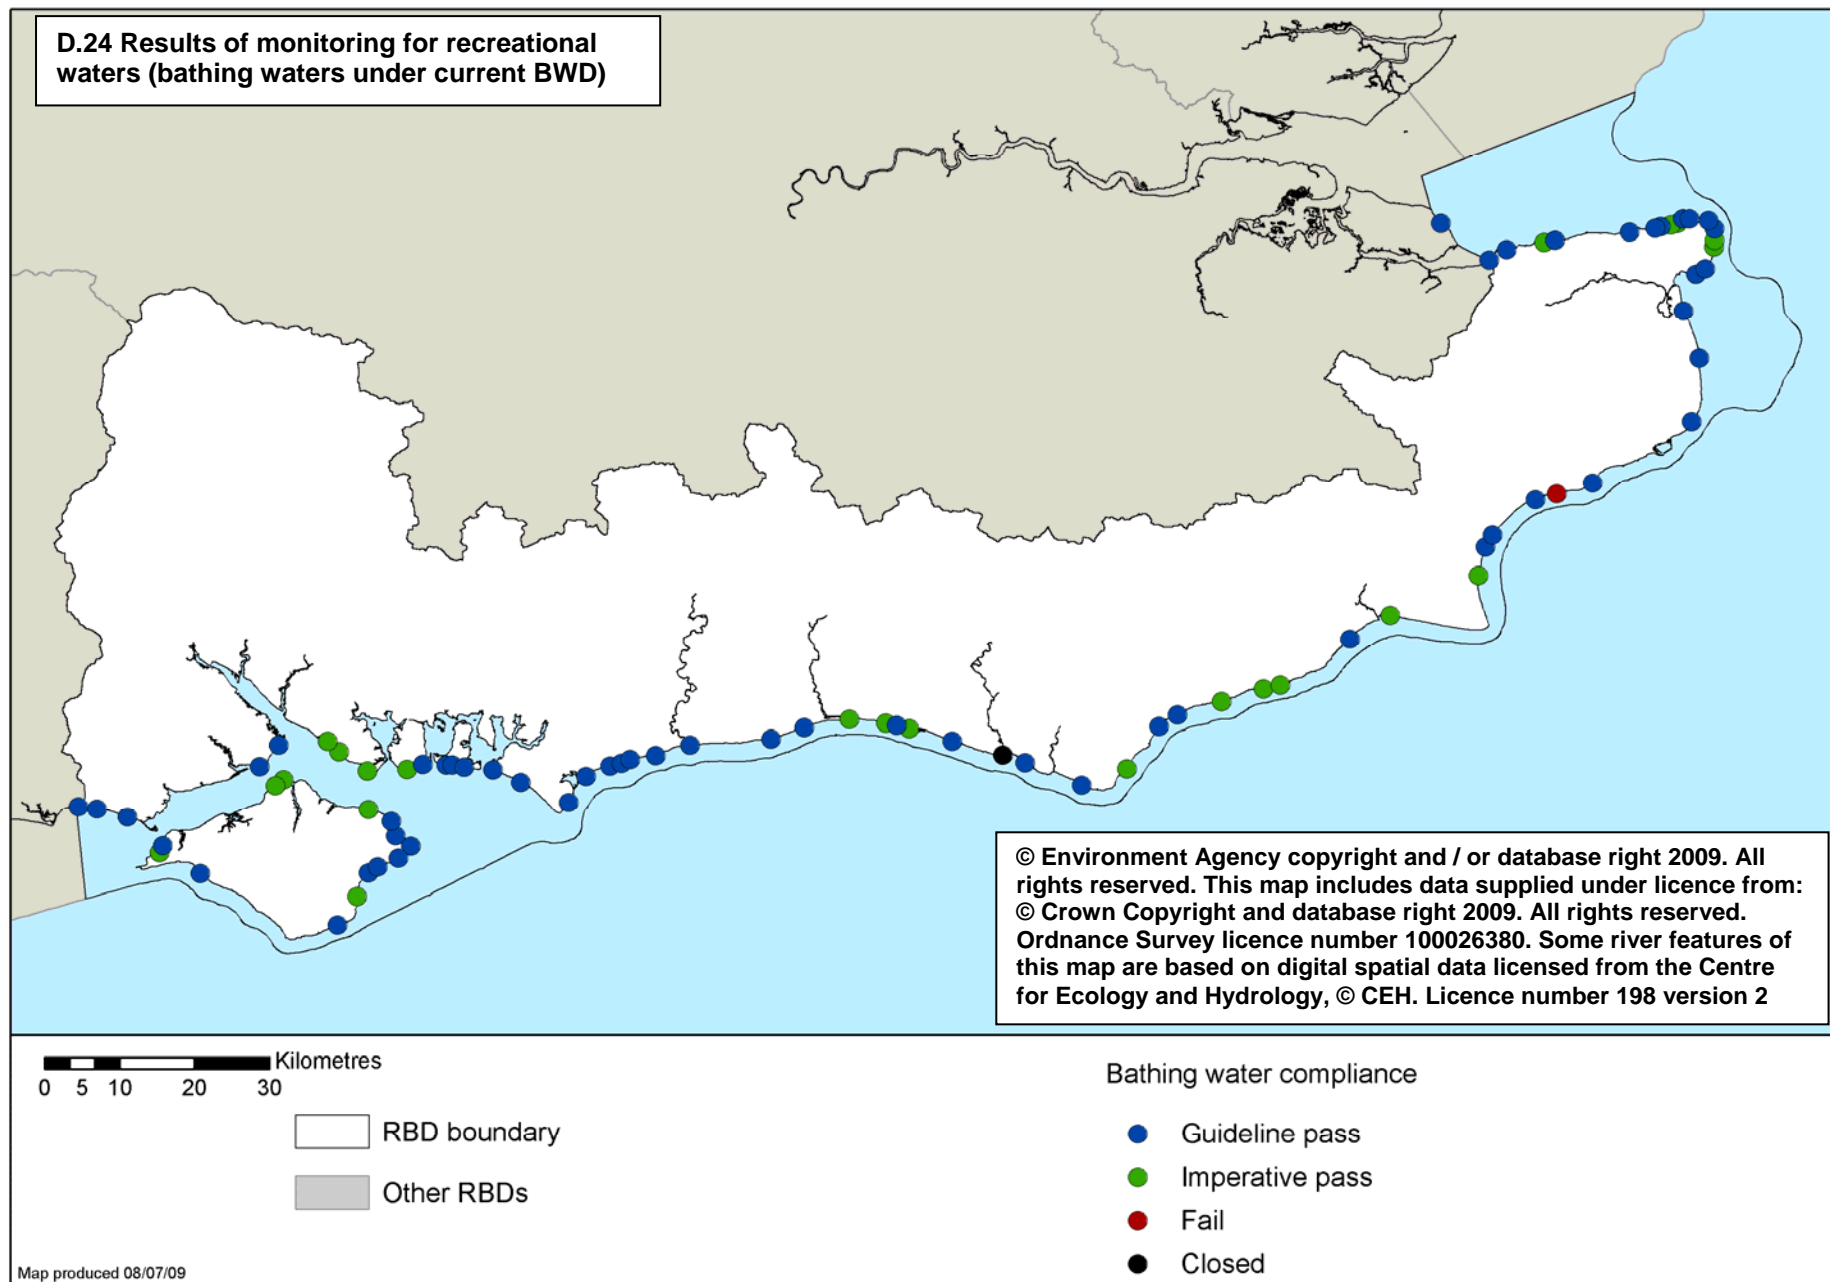 D.24 Results of monitoring for recreational
waters (bathing waters under current BWD)
© Environment Agency copyright and / or database right 2009. All
rights reserved. This map includes data supplied under licence from:
© Crown Copyright and database right 2009. All rights reserved.
Ordnance Survey licence number 100026380. Some river features of
this map are based on digital spatial data licensed from the Centre
for Ecology and Hydrology, © CEH. Licence number 198 version 2
Kilometres
0 5 10 20 30
RBD boundary
Other RBDs
Bathing water compliance
Guideline pass
Imperative pass
Fail
Closed
Map produced 08/07/09